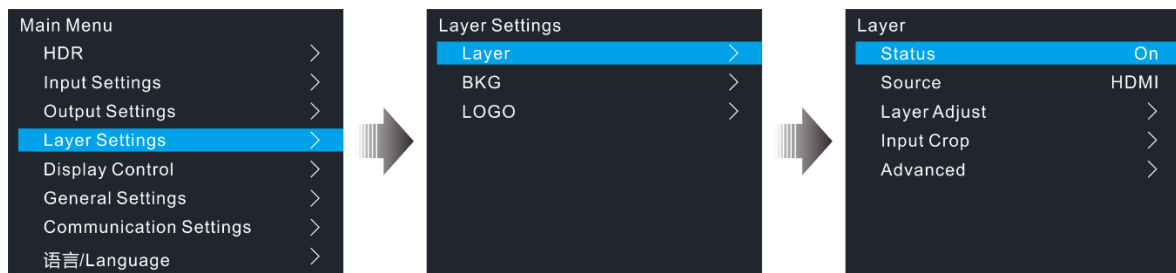 Main Menu
HDR
Input Settings
Output Settings
Layer Settings
Display Control
General Settings
Communication Settings
语言/Language
Layer Settings
Layer
BKG
LOGO
Layer
Status On
Source HDMI
Layer Adjust
Input Crop
Advanced